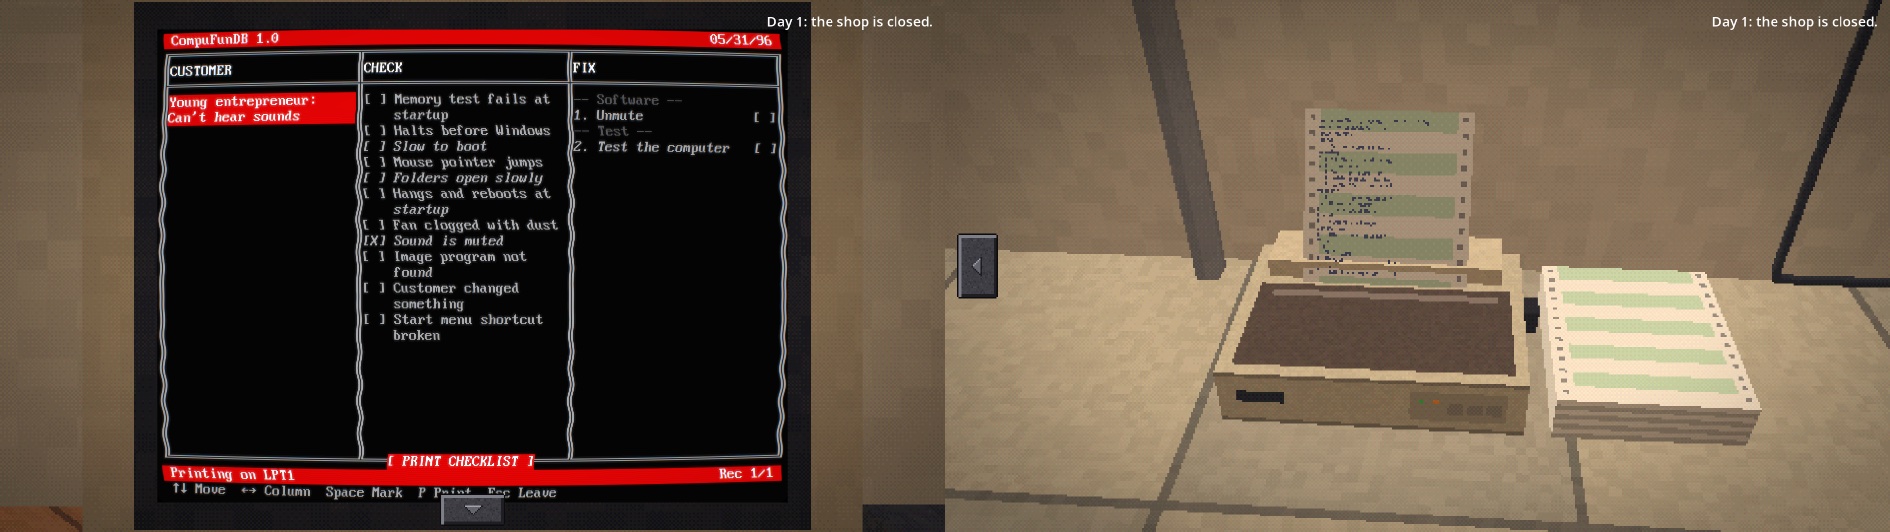 Day 1: the shop is closed.
CompuFunDB 1.0
05/31/96
CUSTOMER
CHECK
FIX
Young entrepreneur:
Can't hear sounds
[ ] Memory test fails at
startup
[ ] Halts before Windows
[ ] Slow to boot
[ ] Mouse pointer jumps
[ ] Folders open slowly
[ ] Hangs and reboots at
startup
[ ] Fan clogged with dust
[X] Sound is muted
[ ] Image program not
found
[ ] Customer changed
something
[ ] Start menu shortcut
broken
-- Software --
1. Unmute [ ]
-- Test --
2. Test the computer [ ]
[ PRINT CHECKLIST ]
Printing on LPT1
Rec 1/1
↑↓ Move ↔ Column Space Mark P Print Esc Leave
Day 1: the shop is closed.